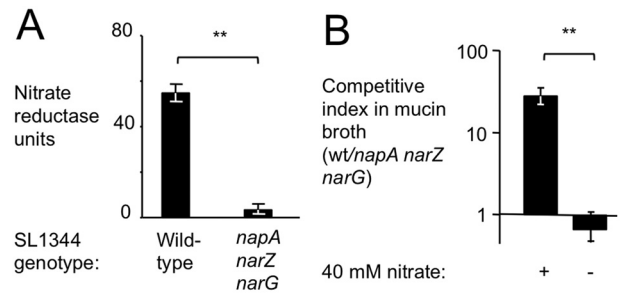 A
80
**
Nitrate
reductase
units
40
0
SL1344
genotype:
Wild-
type
napA
narZ
narG
B
100
**
Competitive
index in mucin
broth
(wt/napA narZ
narG)
10
1
40 mM nitrate:
+ -